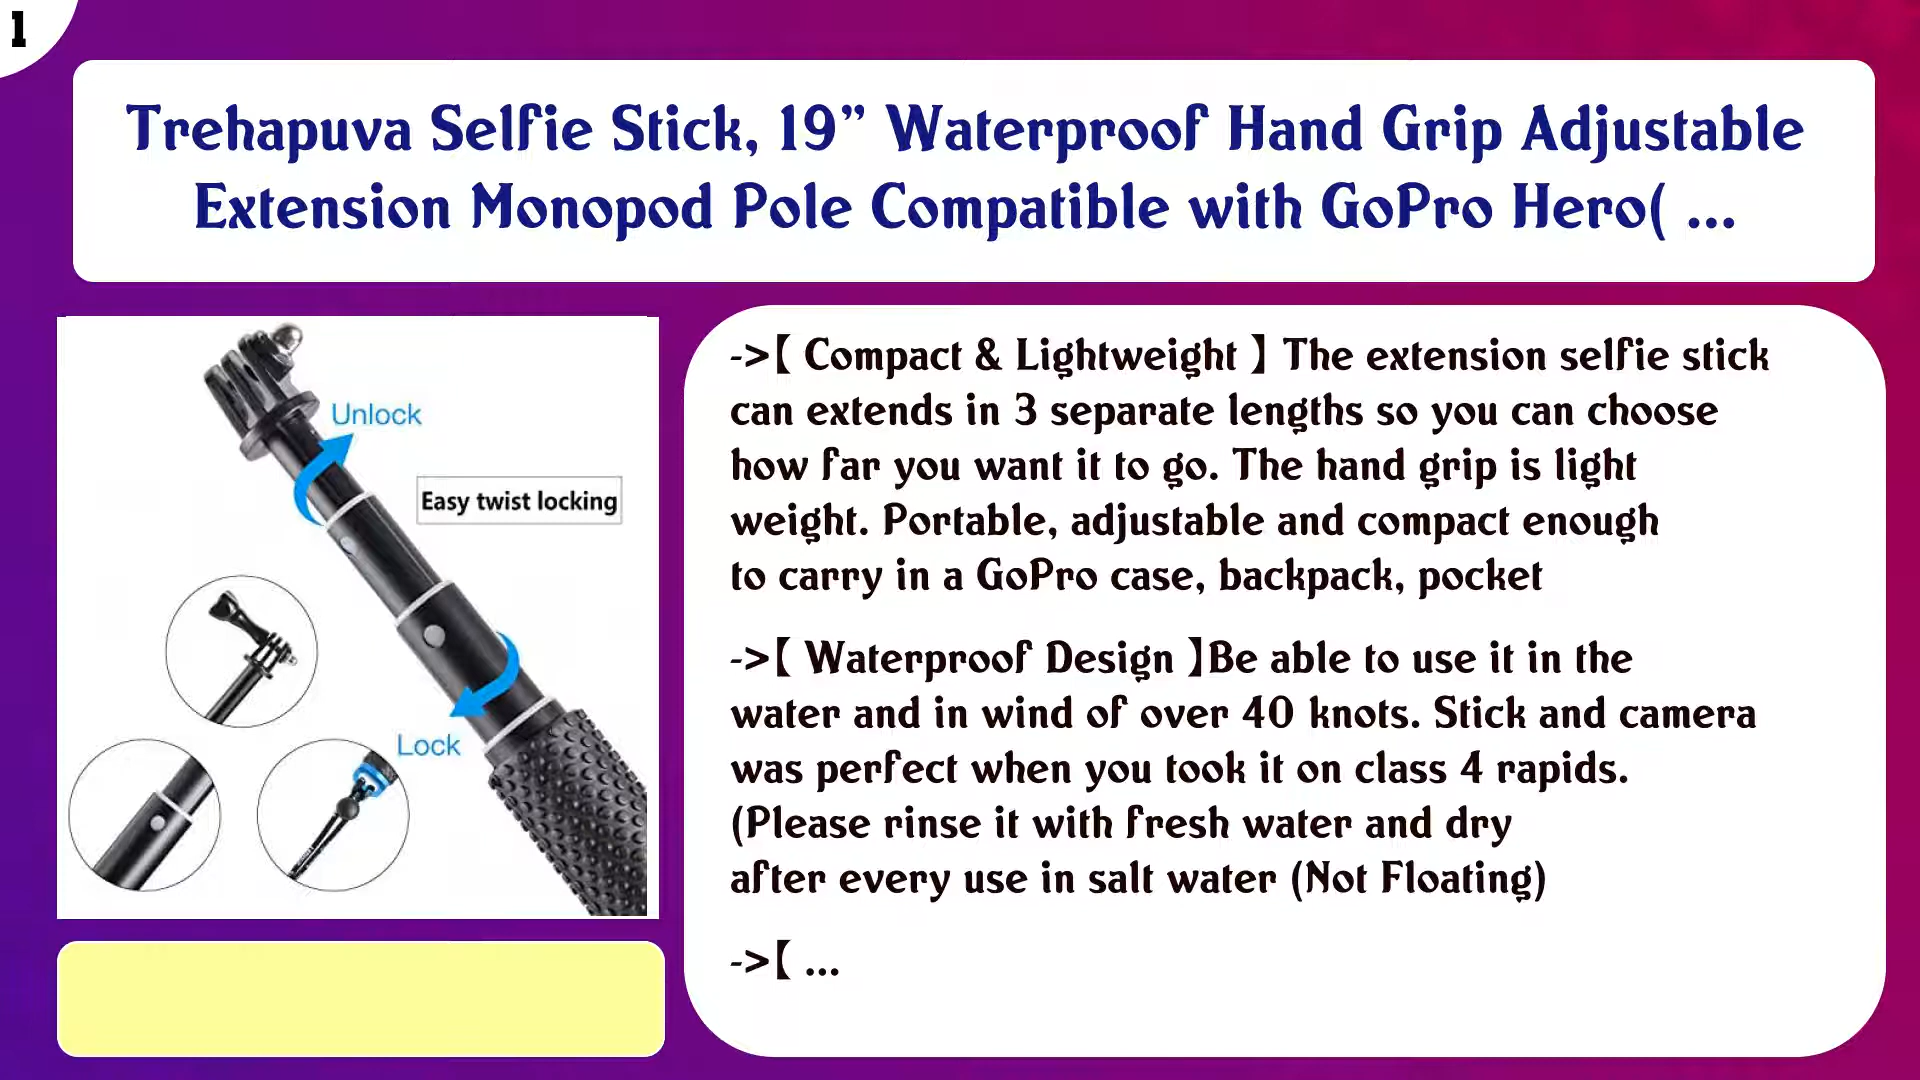 1
Trehapuva Selfie Stick, 19” Waterproof Hand Grip Adjustable
Extension Monopod Pole Compatible with GoPro Hero( ...
Unlock
Easy twist locking
Lock
->【 Compact & Lightweight 】 The extension selfie stick
can extends in 3 separate lengths so you can choose
how far you want it to go. The hand grip is light
weight. Portable, adjustable and compact enough
to carry in a GoPro case, backpack, pocket
->【 Waterproof Design 】Be able to use it in the
water and in wind of over 40 knots. Stick and camera
was perfect when you took it on class 4 rapids.
(Please rinse it with fresh water and dry
after every use in salt water (Not Floating)
->【 ...